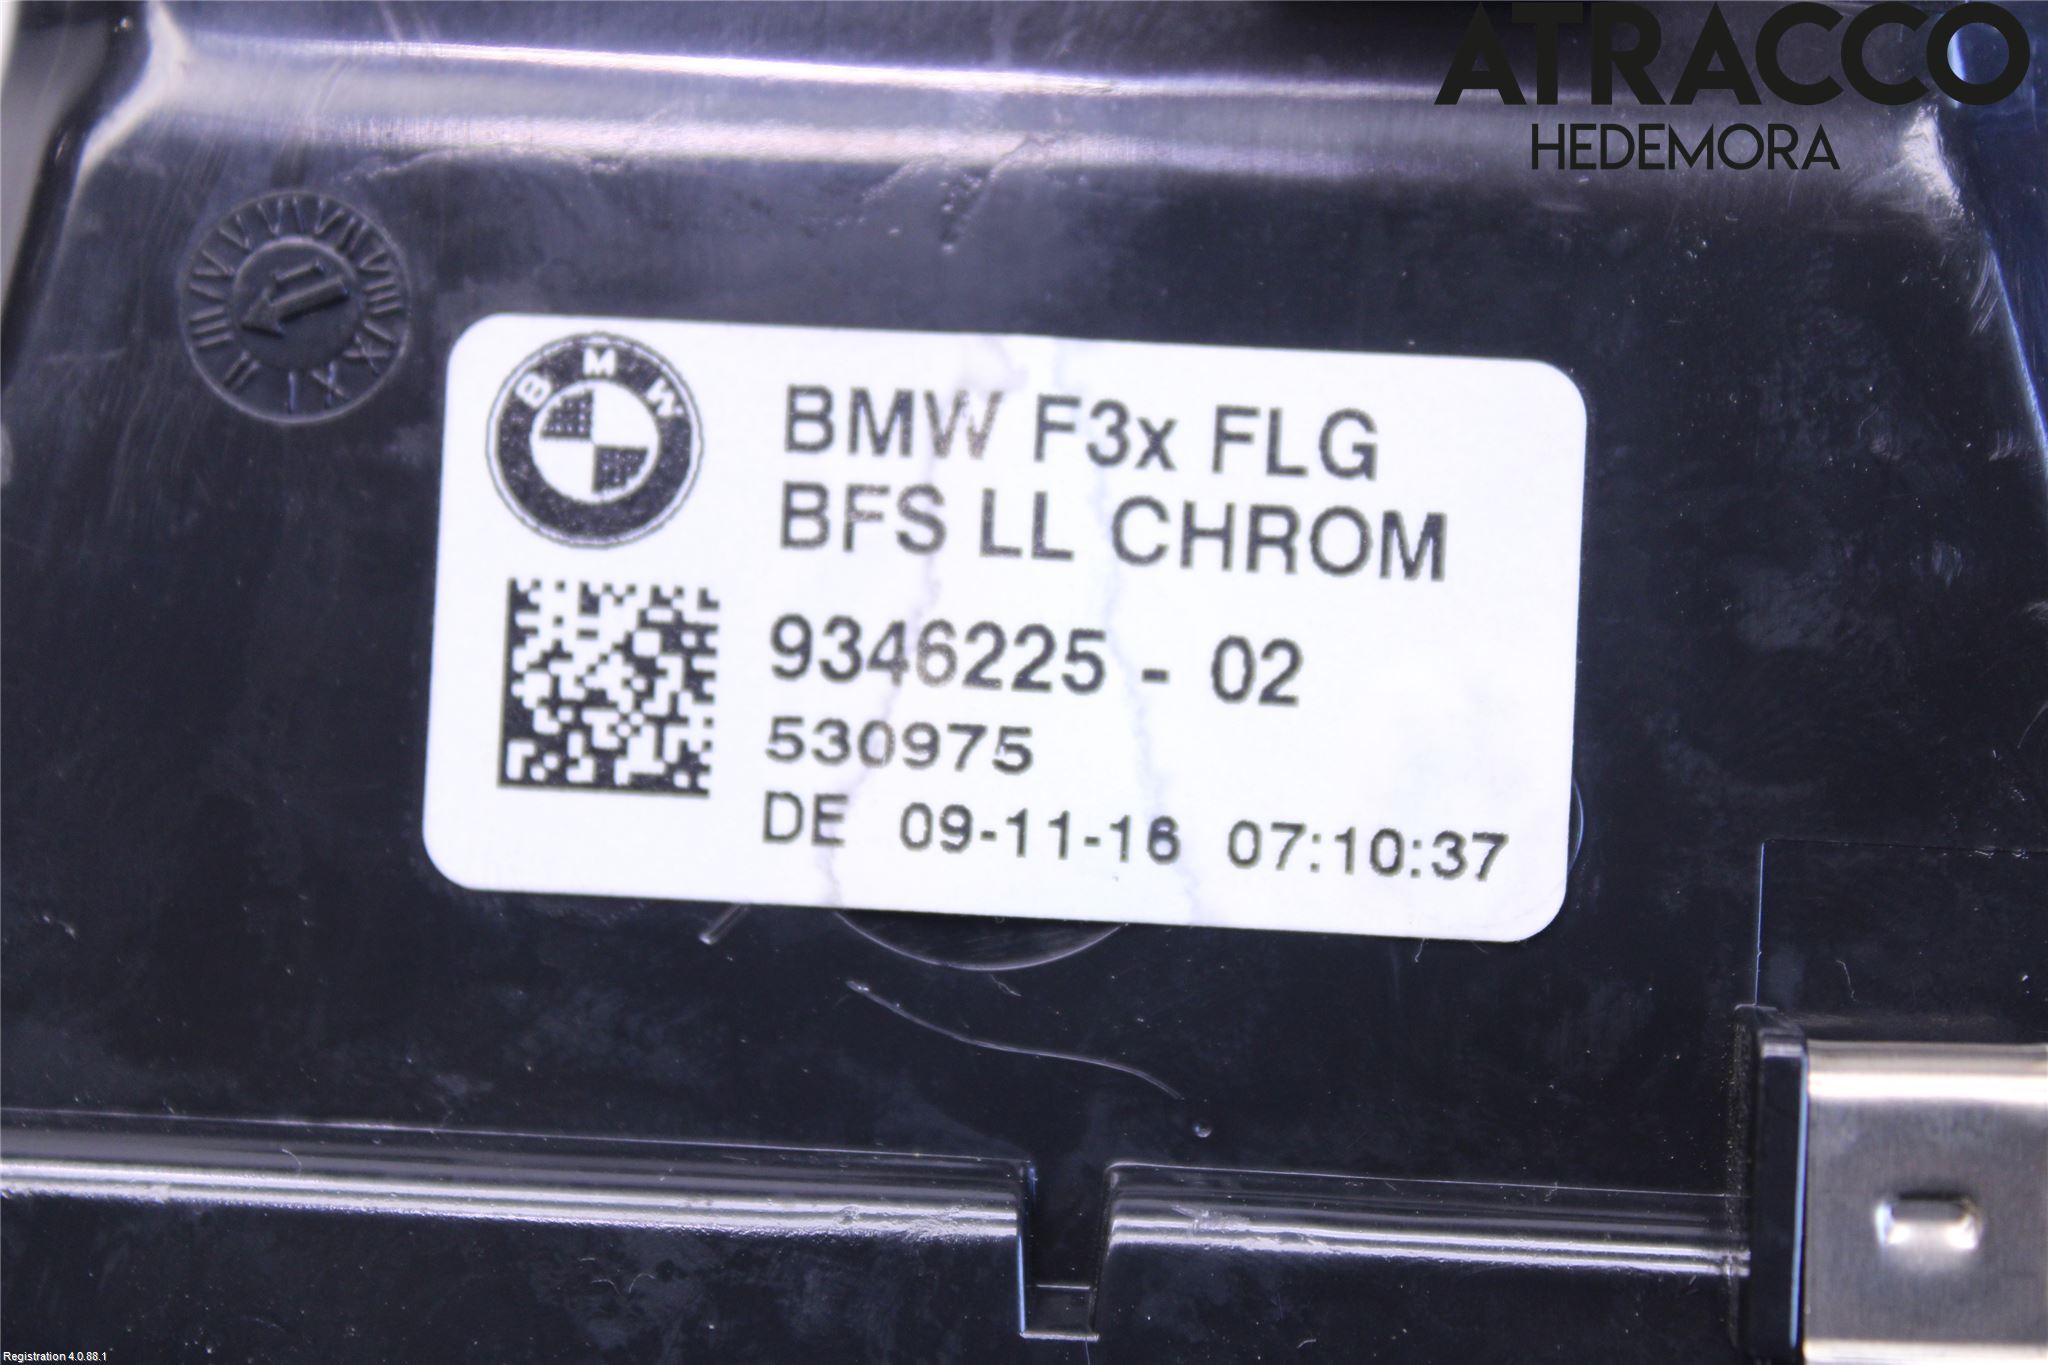 ATRACCO
HEDEMORA
BMW
BMW F3x FLG
BFS LL CHROM
9346225 - 02
530975
DE 09-11-16 07:10:37
Registration 4.0.88.1